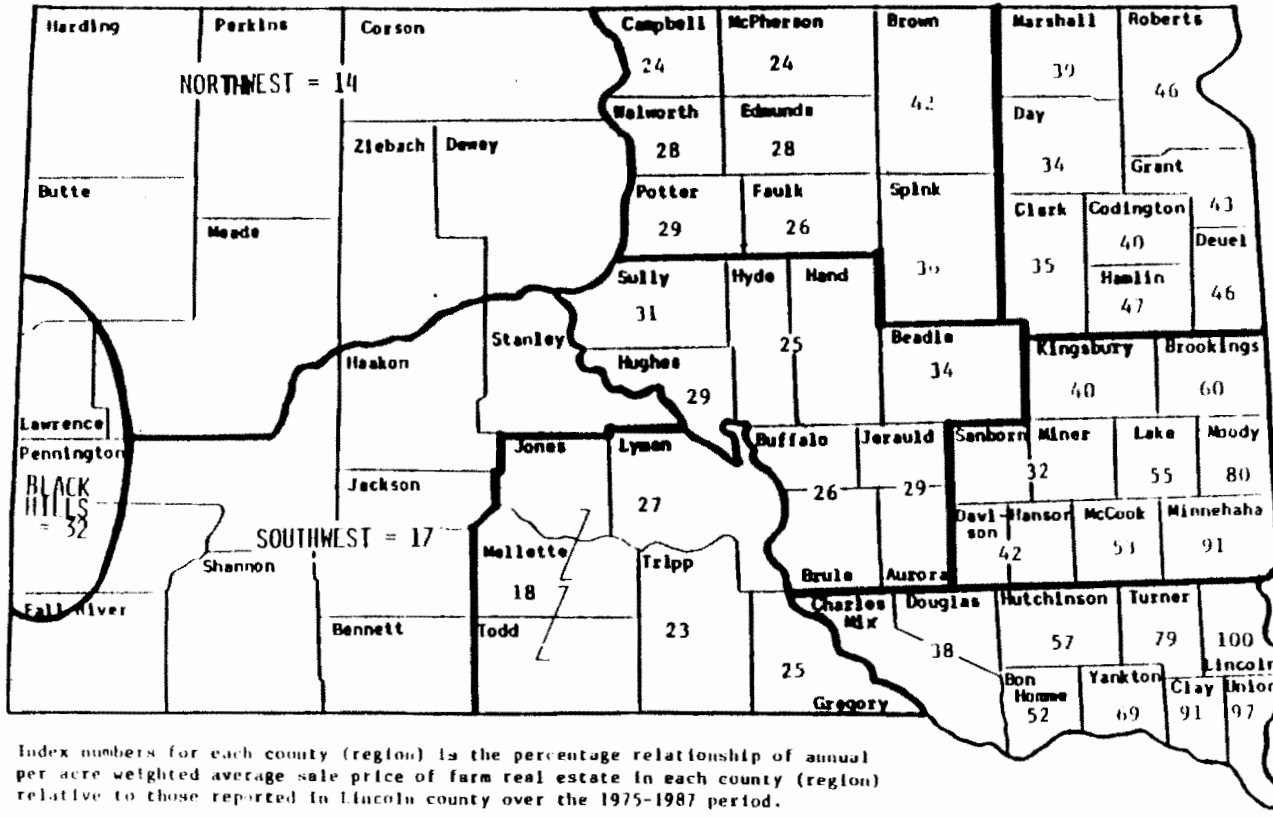 Harding Perkins Corson Campbell McPherson Brown Marshall Roberts
NORTHWEST = 14 24 24 42 39 46
Walworth Edmunds Day
Ziebach Dewey 28 28 34 Grant
Butte Potter Faulk Spink Clark Codington 43
Meade 29 26 35 40 Deuel
Sully Hyde Hand Hamlin 46
31 25 47
Stanley Beadle Kingsbury Brookings
Haakon Hughes 34 40 60
29
Lawrence Buffalo Jerauld Sanborn Miner Lake Moody
Pennington Jones Lyman 26 29 32 55 80
BLACK Jackson 27 Davi- Hanson McCook Minnehaha
HILLS son 42 91
= 32 SOUTHWEST = 17
Shannon Mellette Tripp Brule Aurora
18
Fall River Bennett Todd 23 Charles Douglas Hutchinson Turner
Mix 38 57 79 100
25 Lincoln
Gregory Bon Yankton Clay Union
Homme
52 69 91 97
Index numbers for each county (region) is the percentage relationship of annual
per acre weighted average sale price of farm real estate in each county (region)
relative to those reported in Lincoln county over the 1975-1987 period.